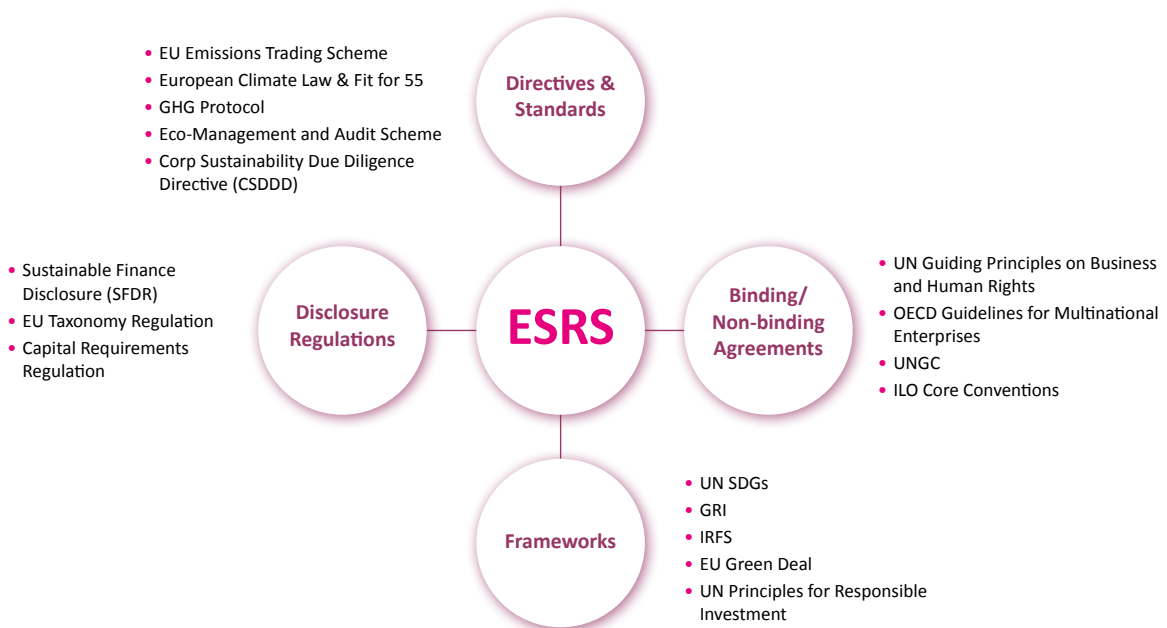 • EU Emissions Trading Scheme
• European Climate Law & Fit for 55
• GHG Protocol
• Eco-Management and Audit Scheme
• Corp Sustainability Due Diligence
Directive (CSDDD)
Directives &
Standards
• Sustainable Finance
Disclosure (SFDR)
• EU Taxonomy Regulation
• Capital Requirements
Regulation
Disclosure
Regulations
ESRS
Binding/
Non-binding
Agreements
• UN Guiding Principles on Business
and Human Rights
• OECD Guidelines for Multinational
Enterprises
• UNGC
• ILO Core Conventions
Frameworks
• UN SDGs
• GRI
• IRFS
• EU Green Deal
• UN Principles for Responsible
Investment